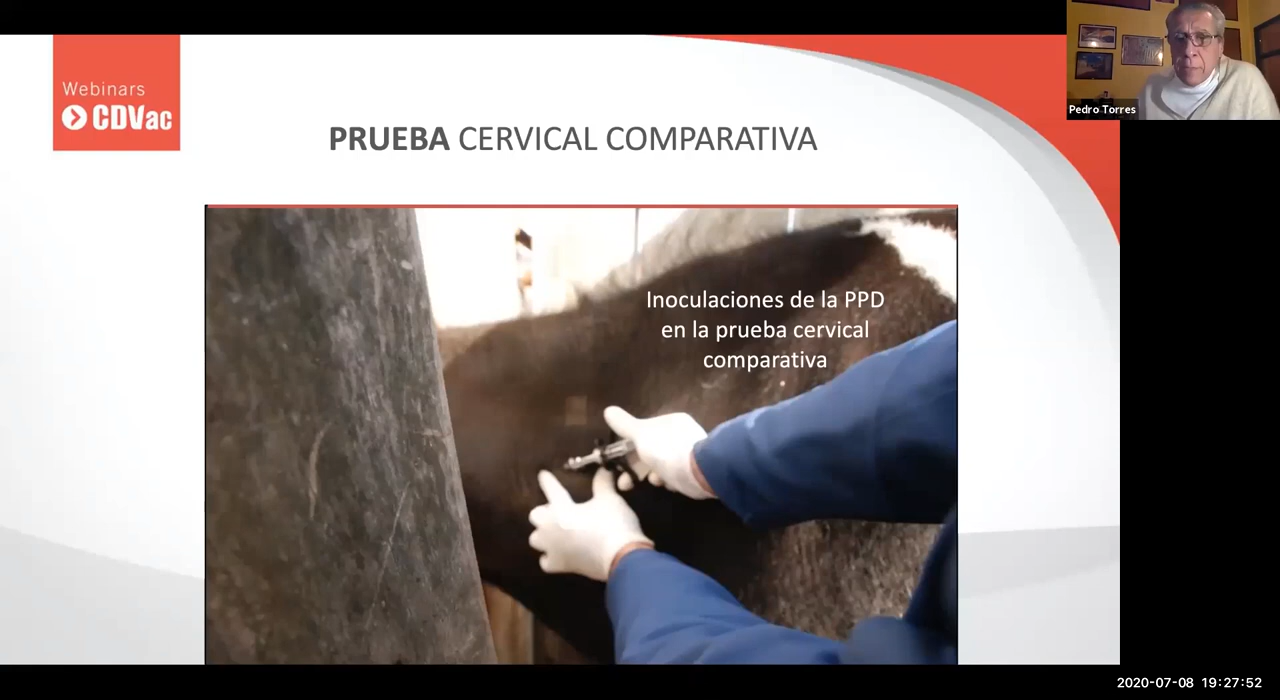 Webinars
CDVac
PRUEBA CERVICAL COMPARATIVA
Pedro Torres
Inoculaciones de la PPD
en la prueba cervical
comparativa
2020-07-08 19:27:52